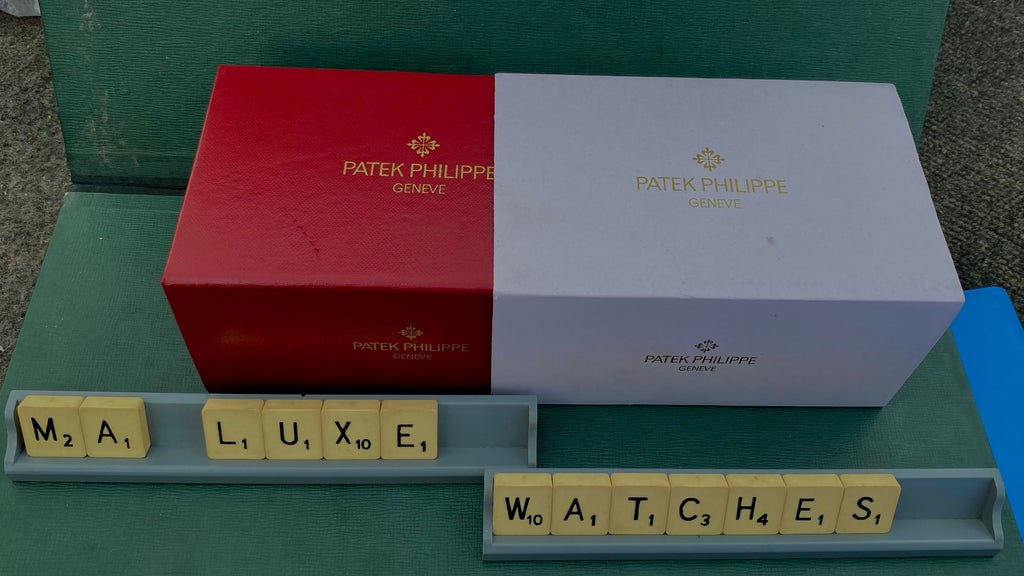 PATEK PHILIPPE
GENEVE
PATEK PHILIPPE
GENEVE
PATEK PHILIPPE
GENEVE
PATEK PHILIPPE
GENEVE
M2 A1 L1 U1 X10 E1
W10 A1 T1 C3 H4 E1 S1